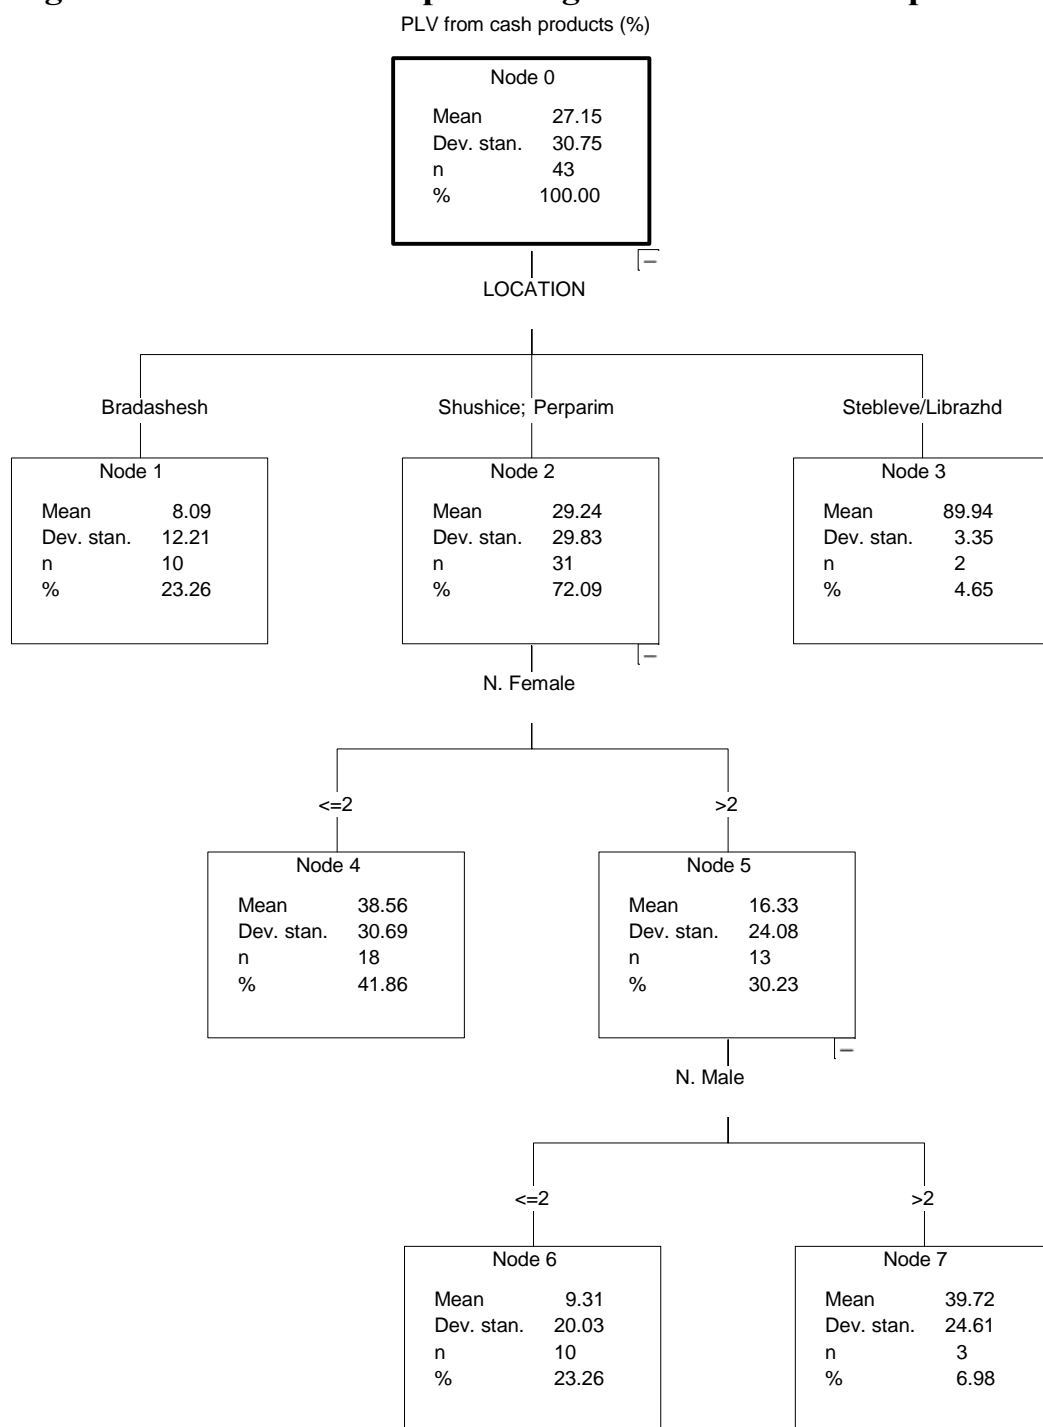 PLV from cash products (%)
Node 0
Mean 27.15
Dev. stan. 30.75
n 43
% 100.00
LOCATION
Bradashesh Shushice; Perparim Stebleve/Librazhd
Node 1 Node 2 Node 3
Mean 8.09 Mean 29.24 Mean 89.94
Dev. stan. 12.21 Dev. stan. 29.83 Dev. stan. 3.35
n 10 n 31 n 2
% 23.26 % 72.09 % 4.65
N. Female
<=2 >2
Node 4 Node 5
Mean 38.56 Mean 16.33
Dev. stan. 30.69 Dev. stan. 24.08
n 18 n 13
% 41.86 % 30.23
N. Male
<=2 >2
Node 6 Node 7
Mean 9.31 Mean 39.72
Dev. stan. 20.03 Dev. stan. 24.61
n 10 n 3
% 23.26 % 6.98